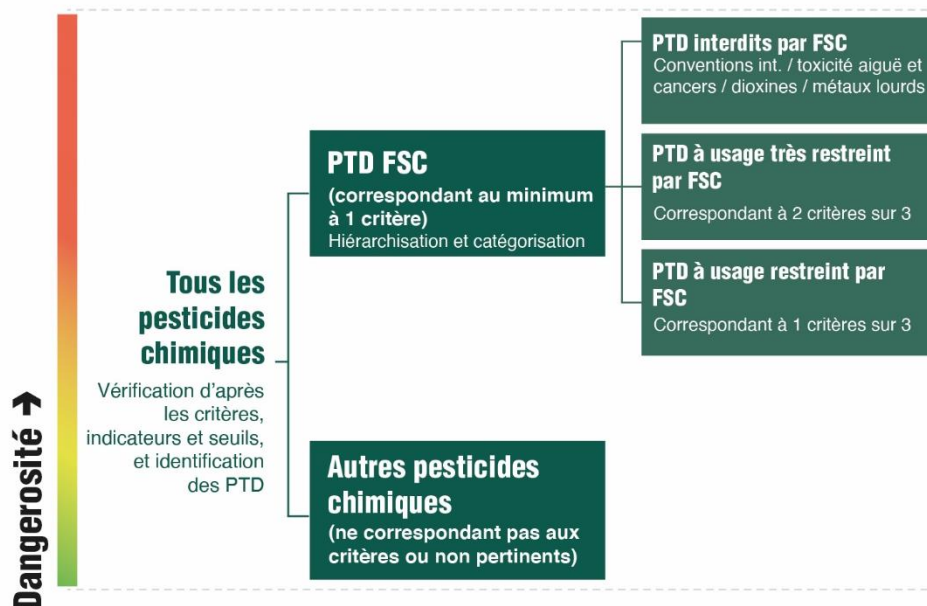 Dangerosité →
Tous les
pesticides
chimiques
Vérification d'après
les critères,
indicateurs et seuils,
et identification
des PTD
PTD FSC
(correspondant au minimum
à 1 critère)
Hiérarchisation et catégorisation
Autres pesticides
chimiques
(ne correspondant pas aux
critères ou non pertinents)
PTD interdits par FSC
Conventions int. / toxicité aiguë et
cancers / dioxines / métaux lourds
PTD à usage très restreint
par FSC
Correspondant à 2 critères sur 3
PTD à usage restreint par
FSC
Correspondant à 1 critères sur 3